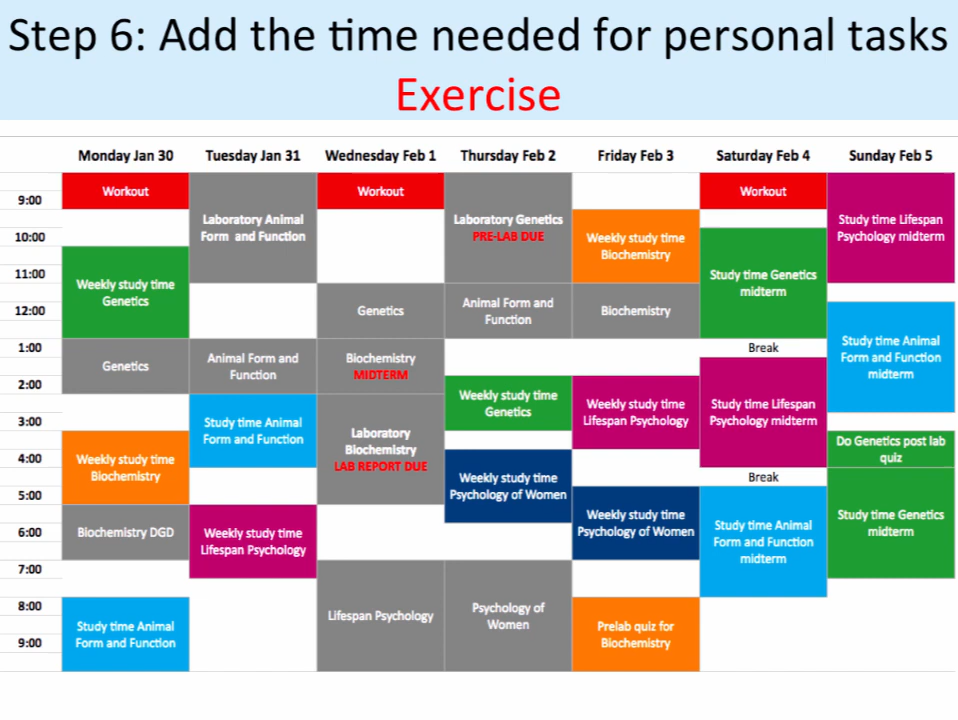 Step 6: Add the time needed for personal tasks
Exercise
Monday Jan 30 Tuesday Jan 31 Wednesday Feb 1 Thursday Feb 2 Friday Feb 3 Saturday Feb 4 Sunday Feb 5
9:00
10:00
11:00
12:00
1:00
2:00
3:00
4:00
5:00
6:00
7:00
8:00
9:00
Workout
Weekly study time
Genetics
Genetics
Weekly study time
Biochemistry
Biochemistry DGD
Study time Animal
Form and Function
Laboratory Animal
Form and Function
Animal Form and
Function
Study time Animal
Form and Function
Weekly study time
Lifespan Psychology
Workout
Genetics
Biochemistry
MIDTERM
Laboratory
Biochemistry
LAB REPORT DUE
Lifespan Psychology
Laboratory Genetics
PRE-LAB DUE
Animal Form and
Function
Weekly study time
Genetics
Weekly study time
Psychology of Women
Psychology of
Women
Weekly study time
Biochemistry
Biochemistry
Weekly study time
Lifespan Psychology
Weekly study time
Psychology of Women
Prelab quiz for
Biochemistry
Workout
Study time Genetics
midterm
Break
Study time Lifespan
Psychology midterm
Break
Study time Animal
Form and Function
midterm
Study time Lifespan
Psychology midterm
Study time Animal
Form and Function
midterm
Do Genetics post lab
quiz
Study time Genetics
midterm